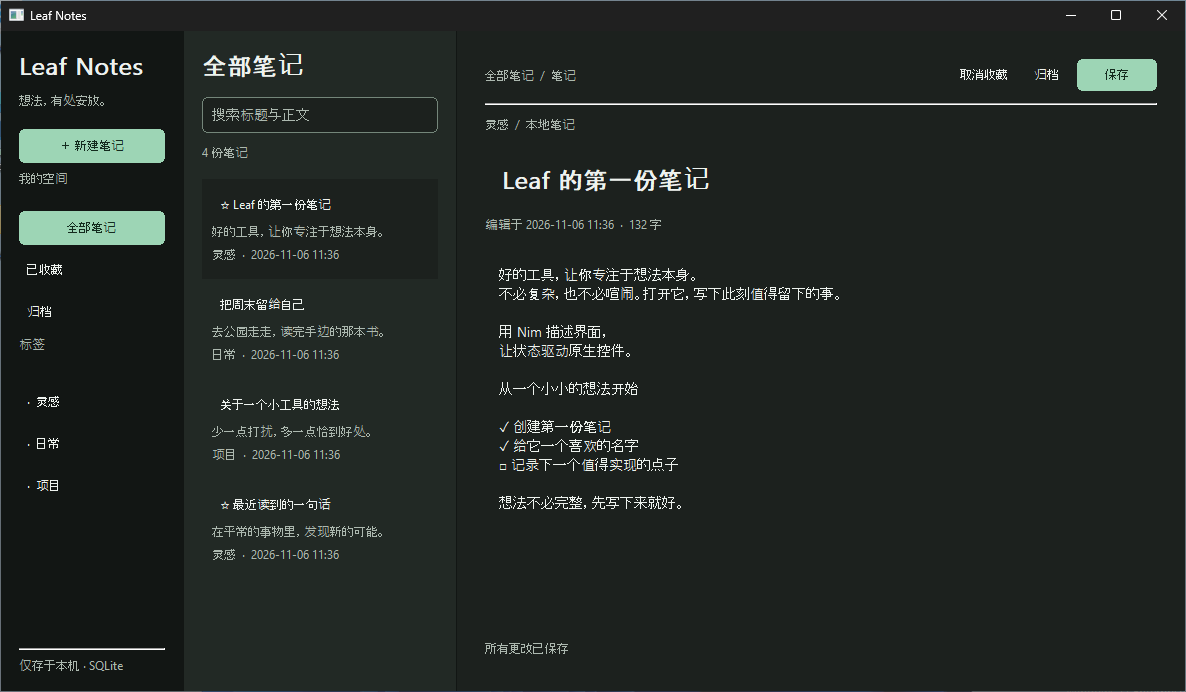 Leaf Notes
Leaf Notes
想法，有处安放。
+ 新建笔记
我的空间
全部笔记
已收藏
归档
标签
· 灵感
· 日常
· 项目
仅存于本机 · SQLite
全部笔记
搜索标题与正文
4 份笔记
☆ Leaf 的第一份笔记
好的工具，让你专注于想法本身。
灵感 · 2026-11-06 11:36
把周末留给自己
去公园走走，读完手边的那本书。
日常 · 2026-11-06 11:36
关于一个小工具的想法
少一点打扰，多一点恰到好处。
项目 · 2026-11-06 11:36
☆ 最近读到的一句话
在平常的事物里，发现新的可能。
灵感 · 2026-11-06 11:36
全部笔记 / 笔记
取消收藏 归档 保存
灵感 / 本地笔记
Leaf 的第一份笔记
编辑于 2026-11-06 11:36 · 132 字
好的工具，让你专注于想法本身。
不必复杂，也不必喧闹。打开它，写下此刻值得留下的事。
用 Nim 描述界面，
让状态驱动原生控件。
从一个小小的想法开始
✓ 创建第一份笔记
✓ 给它一个喜欢的名字
□ 记录下一个值得实现的点子
想法不必完整，先写下来就好。
所有更改已保存